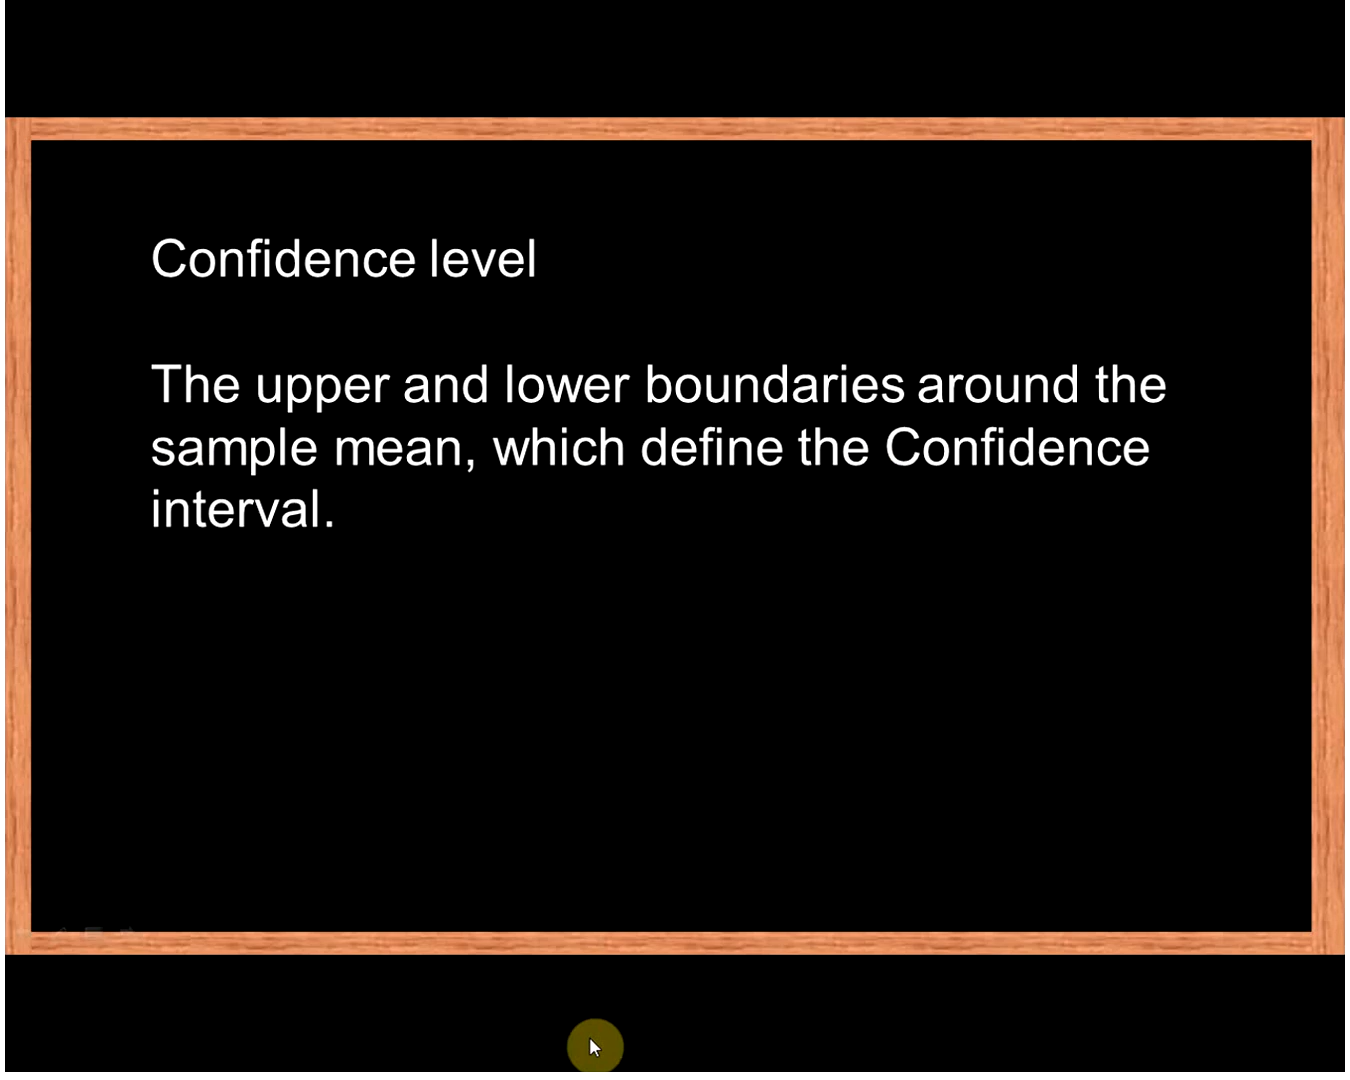 Confidence level
The upper and lower boundaries around the
sample mean, which define the Confidence
interval.